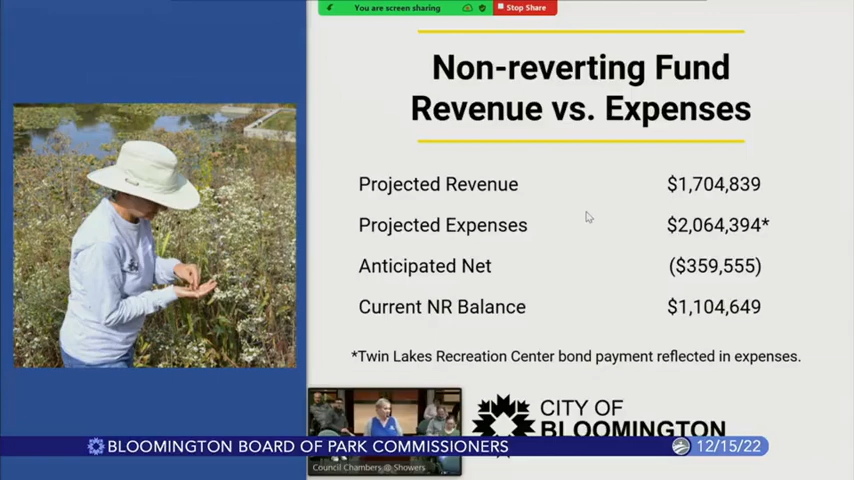 You are screen sharing
Stop Share
Non-reverting Fund
Revenue vs. Expenses
Projected Revenue $1,704,839
Projected Expenses $2,064,394*
Anticipated Net ($359,555)
Current NR Balance $1,104,649
*Twin Lakes Recreation Center bond payment reflected in expenses.
CITY OF
BLOOMINGTON
BLOOMINGTON BOARD OF PARK COMMISSIONERS 12/15/22
Council Chambers @ Showers